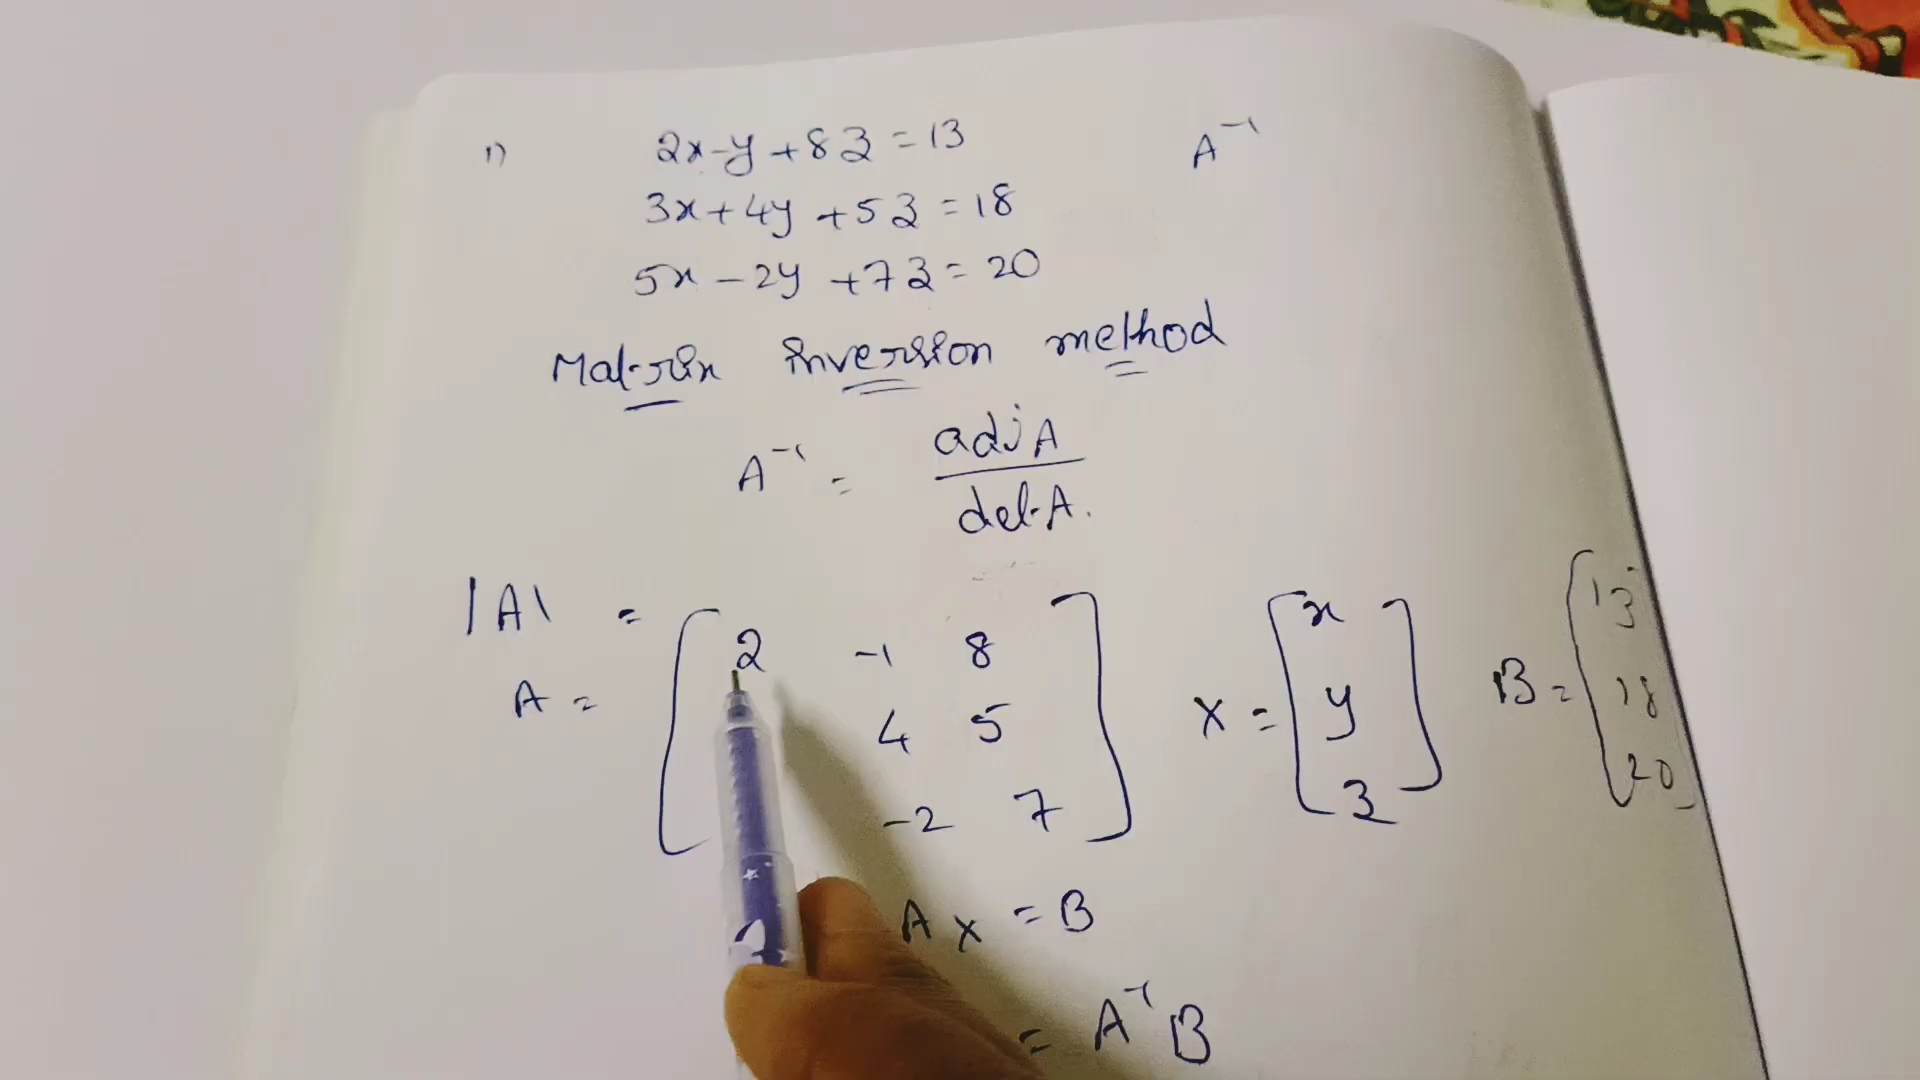 1) 2x-y+8z=13 A⁻¹
3x+4y+5z=18
5x-2y+7z=20
Matrix inversion method
A⁻¹ = adj A / det A.
|A| =
A = [2 -1 8
4 5
-2 7] X = [x y z] B = [13 18 20]
AX = B
= A⁻¹B